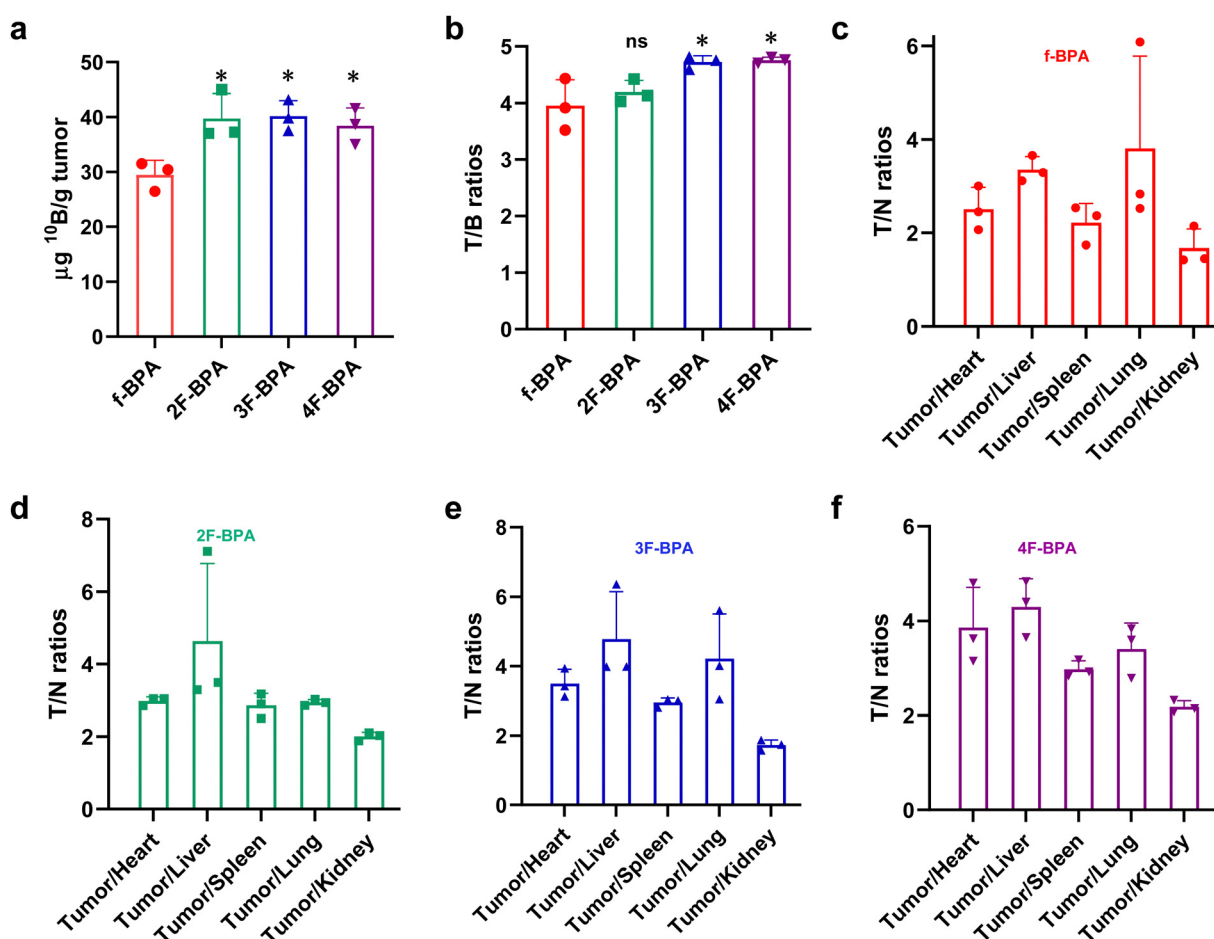 a
μg ¹⁰B/g tumor
50
40
30
20
10
0
*
*
*
f-BPA
2F-BPA
3F-BPA
4F-BPA
b
T/B ratios
5
4
3
2
1
0
ns
*
*
f-BPA
2F-BPA
3F-BPA
4F-BPA
c
f-BPA
T/N ratios
6
4
2
0
Tumor/Heart
Tumor/Liver
Tumor/Spleen
Tumor/Lung
Tumor/Kidney
d
2F-BPA
T/N ratios
8
6
4
2
0
Tumor/Heart
Tumor/Liver
Tumor/Spleen
Tumor/Lung
Tumor/Kidney
e
3F-BPA
T/N ratios
8
6
4
2
0
Tumor/Heart
Tumor/Liver
Tumor/Spleen
Tumor/Lung
Tumor/Kidney
f
4F-BPA
T/N ratios
6
4
2
0
Tumor/Heart
Tumor/Liver
Tumor/Spleen
Tumor/Lung
Tumor/Kidney